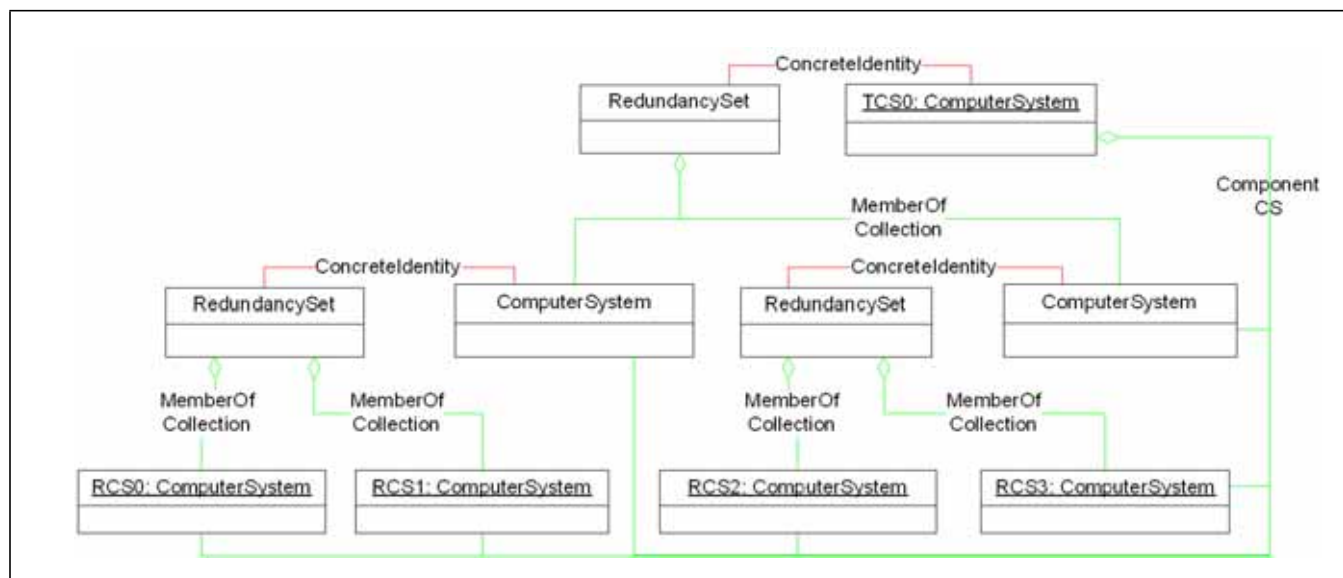 ConcreteIdentity
RedundancySet
TCS0: ComputerSystem
Component
CS
MemberOf
Collection
ConcreteIdentity
ConcreteIdentity
RedundancySet
ComputerSystem
RedundancySet
ComputerSystem
MemberOf
Collection
MemberOf
Collection
MemberOf
Collection
MemberOf
Collection
RCS0: ComputerSystem
RCS1: ComputerSystem
RCS2: ComputerSystem
RCS3: ComputerSystem